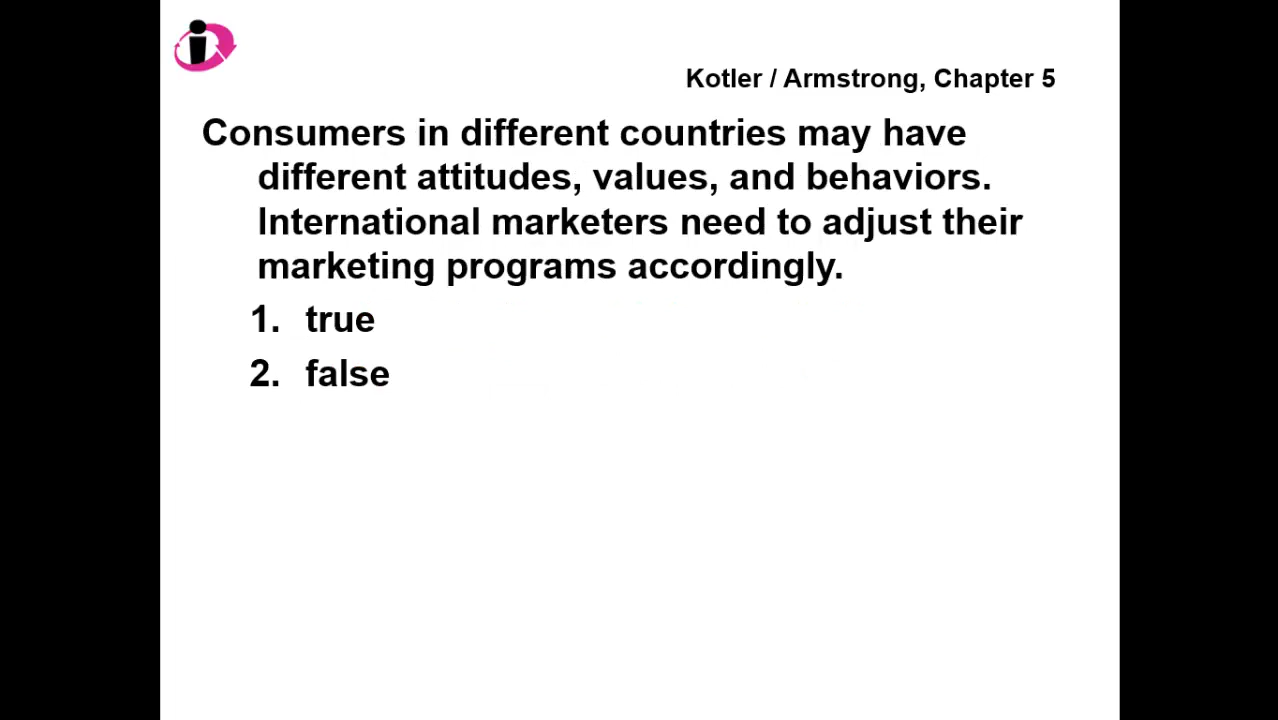 Kotler / Armstrong, Chapter 5
Consumers in different countries may have
different attitudes, values, and behaviors.
International marketers need to adjust their
marketing programs accordingly.
1. true
2. false